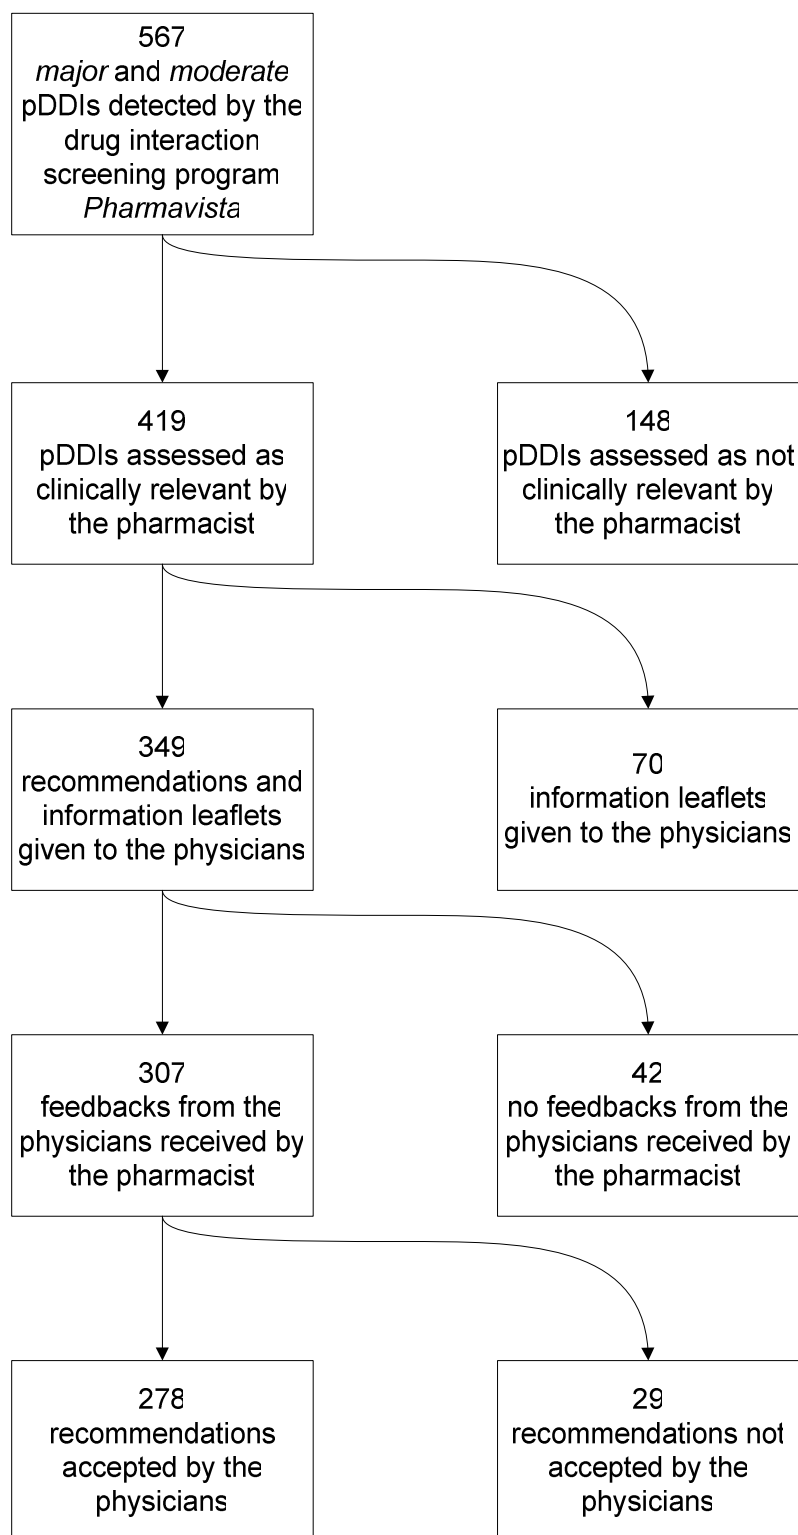 567
major and moderate
pDDIs detected by the
drug interaction
screening program
Pharmavista
419
pDDIs assessed as
clinically relevant by
the pharmacist
148
pDDIs assessed as not
clinically relevant by
the pharmacist
349
recommendations and
information leaflets
given to the physicians
70
information leaflets
given to the physicians
307
feedbacks from the
physicians received by
the pharmacist
42
no feedbacks from the
physicians received by
the pharmacist
278
recommendations
accepted by the
physicians
29
recommendations not
accepted by the
physicians